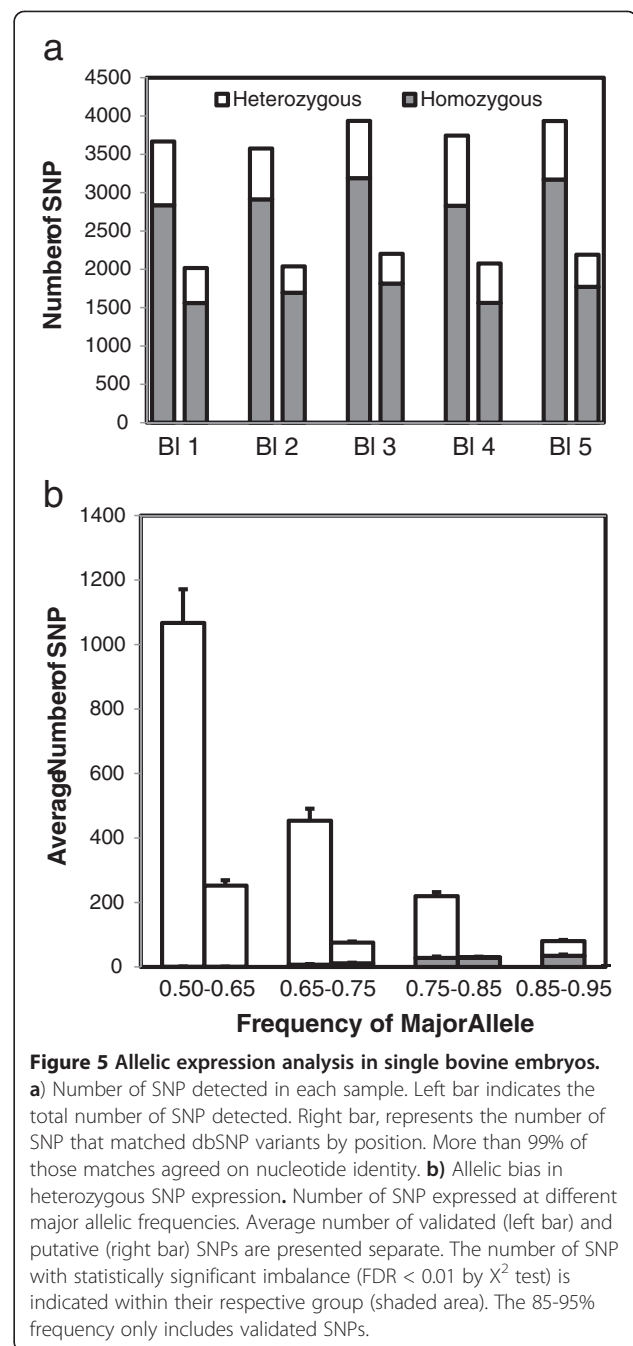 a
4500
4000
3500
3000
2500
2000
1500
1000
500
0
Number of SNP
Heterozygous Homozygous
Bl 1 Bl 2 Bl 3 Bl 4 Bl 5
b
1400
1200
1000
800
600
400
200
0
Average Number of SNP
0.50-0.65 0.65-0.75 0.75-0.85 0.85-0.95
Frequency of Major Allele
Figure 5 Allelic expression analysis in single bovine embryos.
a) Number of SNP detected in each sample. Left bar indicates the
total number of SNP detected. Right bar, represents the number of
SNP that matched dbSNP variants by position. More than 99% of
those matches agreed on nucleotide identity. b) Allelic bias in
heterozygous SNP expression. Number of SNP expressed at different
major allelic frequencies. Average number of validated (left bar) and
putative (right bar) SNPs are presented separate. The number of SNP
with statistically significant imbalance (FDR < 0.01 by X² test) is
indicated within their respective group (shaded area). The 85-95%
frequency only includes validated SNPs.